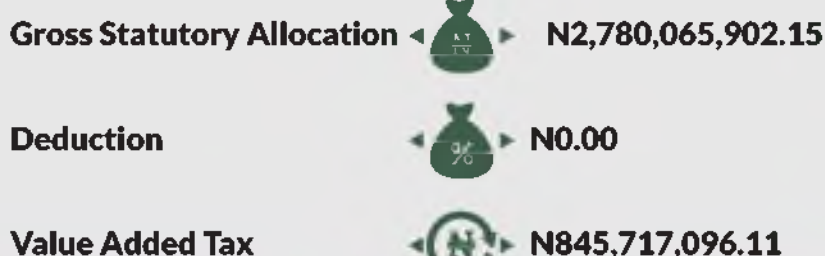 Gross Statutory Allocation N2,780,065,902.15
Deduction N0.00
Value Added Tax N845,717,096.11